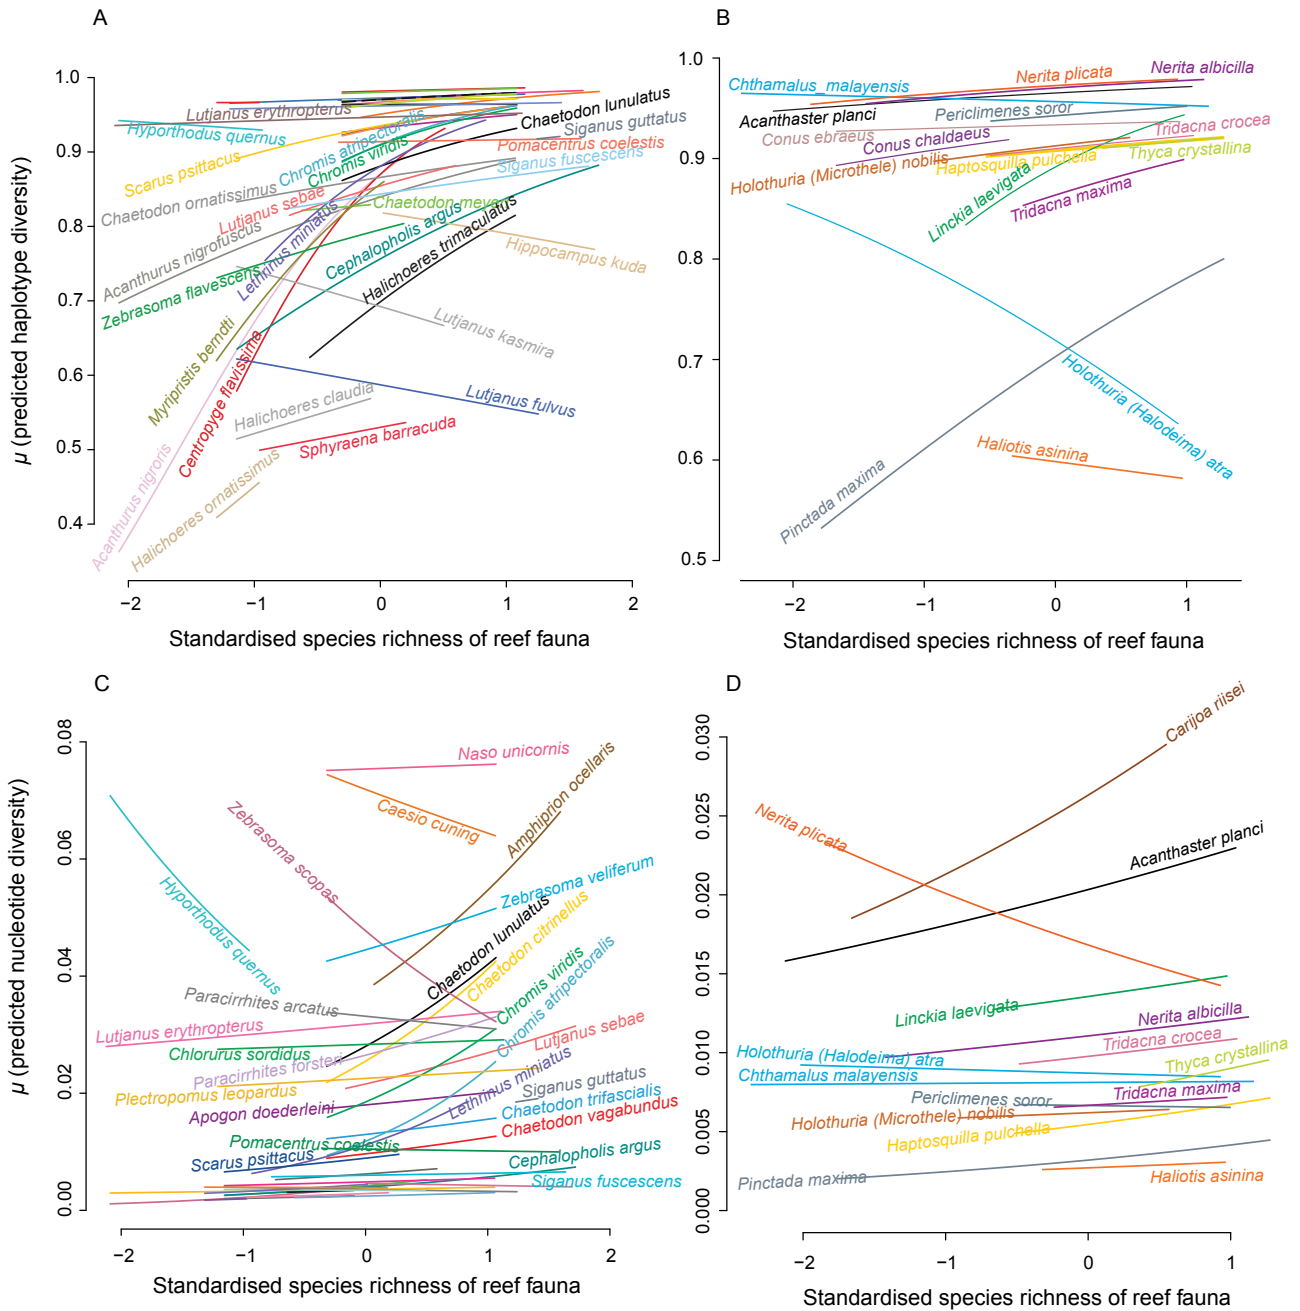 A
μ (predicted haplotype diversity)
1.0
0.9
0.8
0.7
0.6
0.5
0.4
Lutjanus erythropterus
Hyporthodus quernus
Scarus psittacus
Chromis atripectoralis
Chromis viridis
Chaetodon lunulatus
Siganus guttatus
Pomacentrus coelestis
Siganus fuscescens
Chaetodon ornatissimus
Lutjanus sebae
Chaetodon meyeri
Acanthurus nigrofuscus
Lethrinus miniatus
Cephalopholis argus
Halichoeres trimaculatus
Hippocampus kuda
Zebrasoma flavescens
Lutjanus kasmira
Myripristis berndti
Centropyge flavissima
Lutjanus fulvus
Halichoeres claudia
Sphyraena barracuda
Acanthurus nigroris
Halichoeres ornatissimus
−2
−1
0
1
2
Standardised species richness of reef fauna
B
1.0
0.9
0.8
0.7
0.6
0.5
Chthamalus_malayensis
Nerita plicata
Nerita albicilla
Acanthaster planci
Periclimenes soror
Conus ebraeus
Conus chaldaeus
Tridacna crocea
Holothuria (Microthele) nobilis
Haptosquilla pulchella
Thyca crystallina
Linckia laevigata
Tridacna maxima
Holothuria (Halodeima) atra
Haliotis asinina
Pinctada maxima
−2
−1
0
1
Standardised species richness of reef fauna
C
μ (predicted nucleotide diversity)
0.08
0.06
0.04
0.02
0.00
Naso unicornis
Caesio cuning
Amphiprion ocellaris
Zebrasoma scopas
Zebrasoma veliferum
Hyporthodus quernus
Chaetodon lunulatus
Chaetodon citrinellus
Paracirrhites arcatus
Chromis viridis
Chromis atripectoralis
Lutjanus erythropterus
Chlorurus sordidus
Lutjanus sebae
Paracirrhites forsteri
Plectropomus leopardus
Lethrinus miniatus
Siganus guttatus
Apogon doederleini
Chaetodon trifascialis
Chaetodon vagabundus
Pomacentrus coelestis
Scarus psittacus
Cephalopholis argus
Siganus fuscescens
−2
−1
0
1
2
Standardised species richness of reef fauna
D
0.030
0.025
0.020
0.015
0.010
0.005
0.000
Carijoa riisei
Nerita plicata
Acanthaster planci
Linckia laevigata
Nerita albicilla
Tridacna crocea
Holothuria (Halodeima) atra
Thyca crystallina
Chthamalus malayensis
Tridacna maxima
Periclimenes soror
Holothuria (Microthele) nobilis
Haptosquilla pulchella
Pinctada maxima
Haliotis asinina
−2
−1
0
1
Standardised species richness of reef fauna